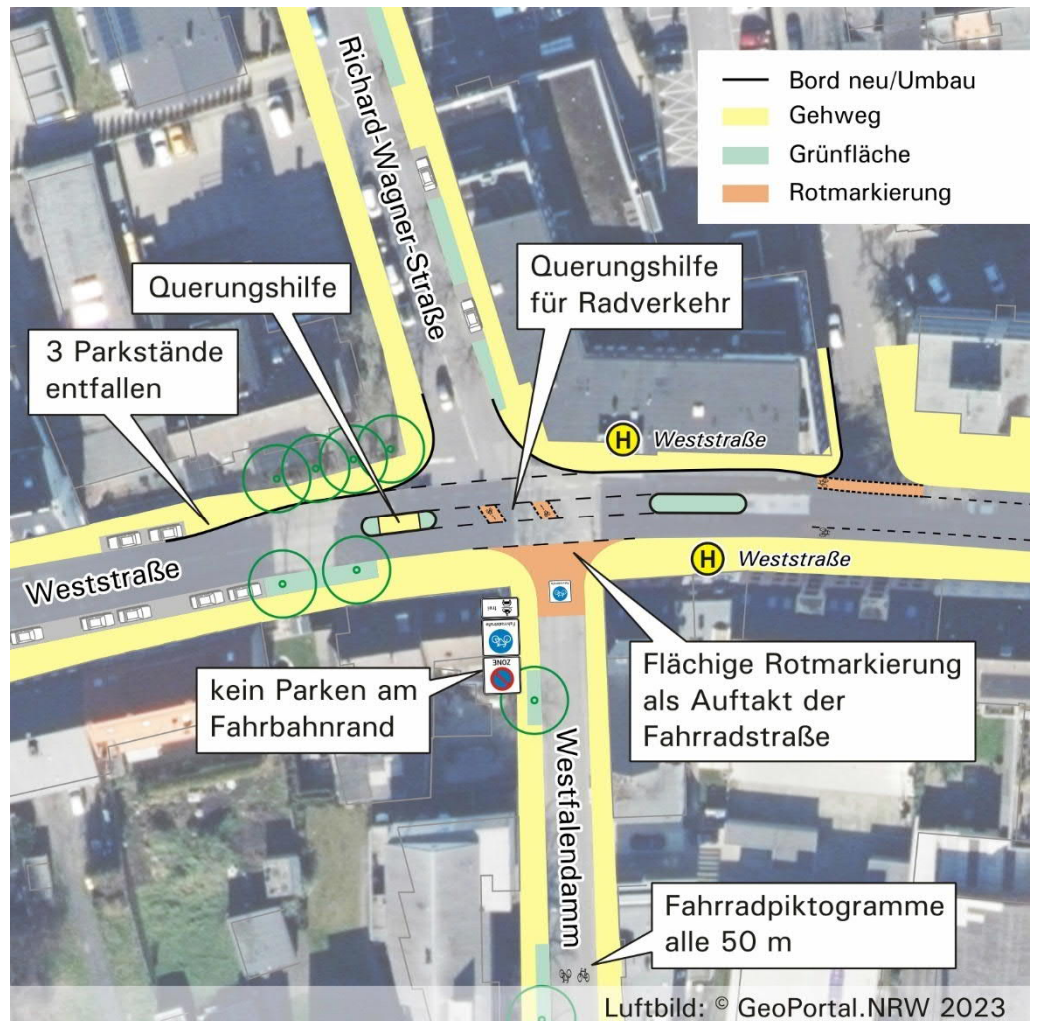 Richard-Wagner-Straße
Bord neu/Umbau
Gehweg
Grünfläche
Rotmarkierung
Querungshilfe
Querungshilfe
für Radverkehr
3 Parkstände
entfallen
H Weststraße
Weststraße
H Weststraße
frei
Fahrradstraße
ZONE
kein Parken am
Fahrbahnrand
Flächige Rotmarkierung
als Auftakt der
Fahrradstraße
Westfalendamm
Fahrradpiktogramme
alle 50 m
Luftbild: © GeoPortal.NRW 2023